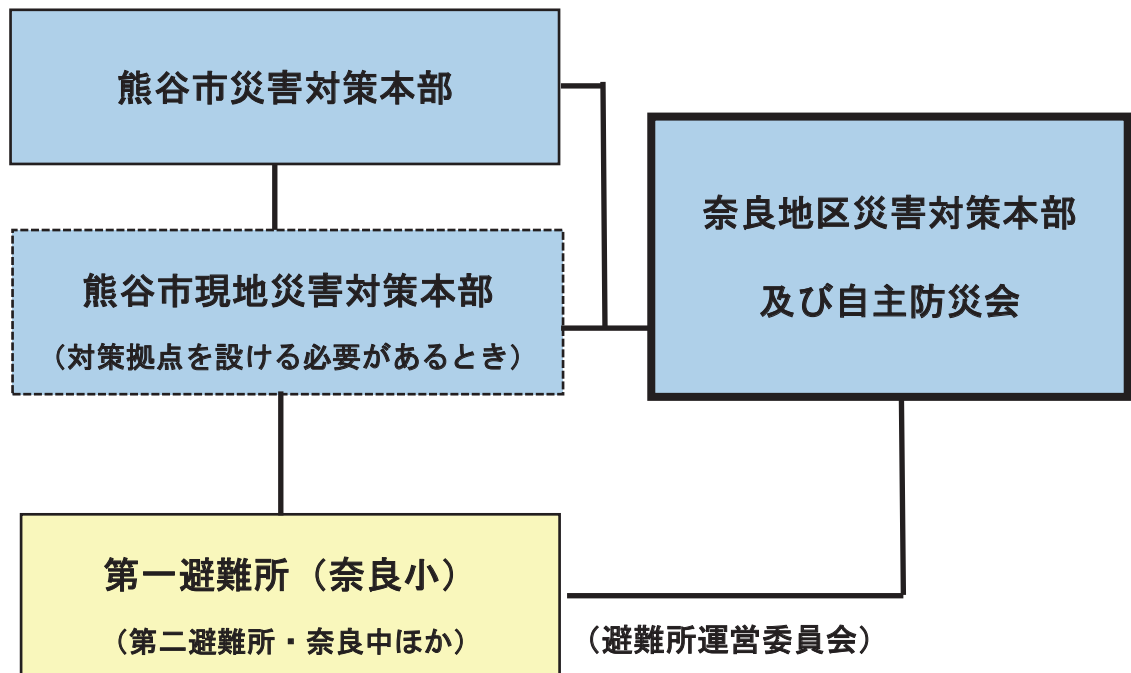 熊谷市災害対策本部
熊谷市現地災害対策本部
（対策拠点を設ける必要があるとき）
奈良地区災害対策本部
及び自主防災会
第一避難所（奈良小）
（第二避難所・奈良中ほか）
（避難所運営委員会）